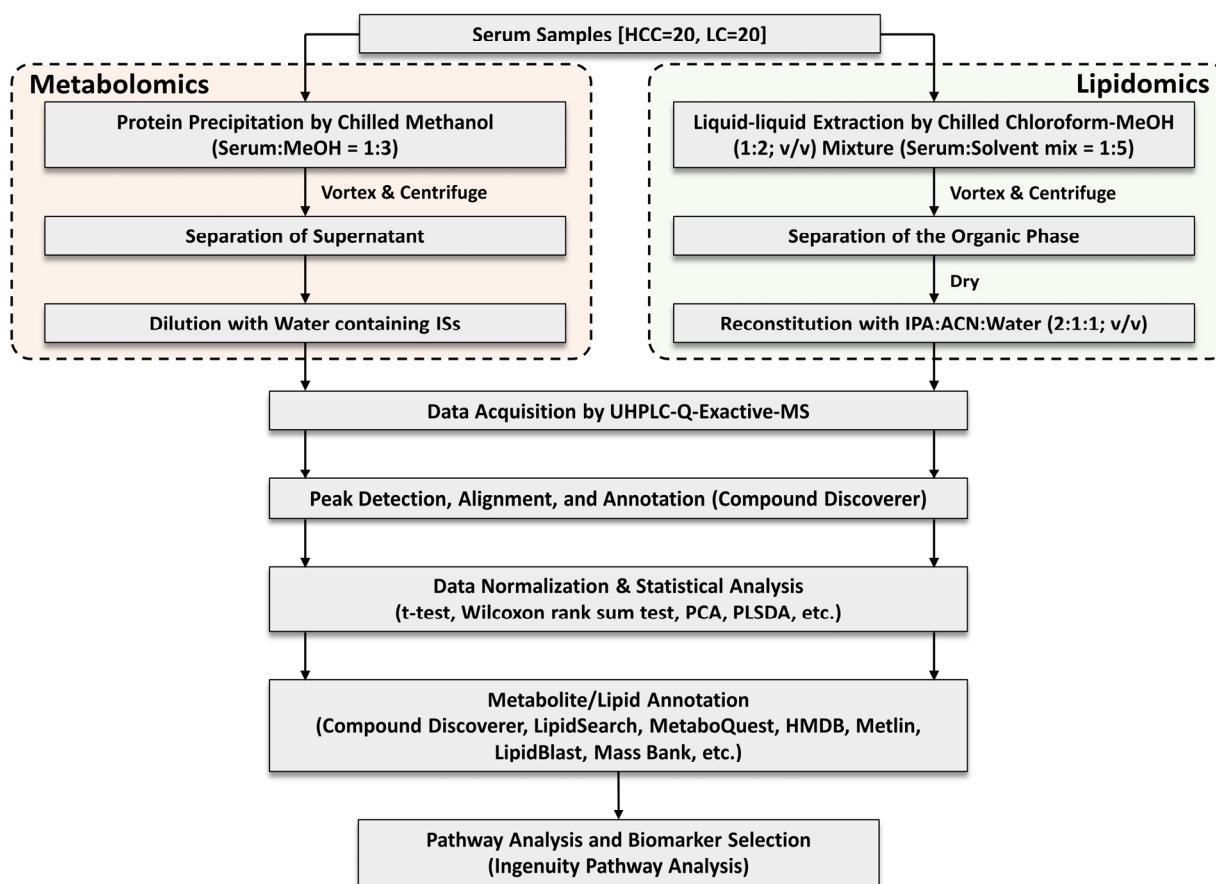 Serum Samples [HCC=20, LC=20]
Metabolomics
Protein Precipitation by Chilled Methanol
(Serum:MeOH = 1:3)
Vortex & Centrifuge
Separation of Supernatant
Dilution with Water containing ISs
Lipidomics
Liquid-liquid Extraction by Chilled Chloroform-MeOH
(1:2; v/v) Mixture (Serum:Solvent mix = 1:5)
Vortex & Centrifuge
Separation of the Organic Phase
Dry
Reconstitution with IPA:ACN:Water (2:1:1; v/v)
Data Acquisition by UHPLC-Q-Exactive-MS
Peak Detection, Alignment, and Annotation (Compound Discoverer)
Data Normalization & Statistical Analysis
(t-test, Wilcoxon rank sum test, PCA, PLSDA, etc.)
Metabolite/Lipid Annotation
(Compound Discoverer, LipidSearch, MetaboQuest, HMDB, Metlin,
LipidBlast, Mass Bank, etc.)
Pathway Analysis and Biomarker Selection
(Ingenuity Pathway Analysis)